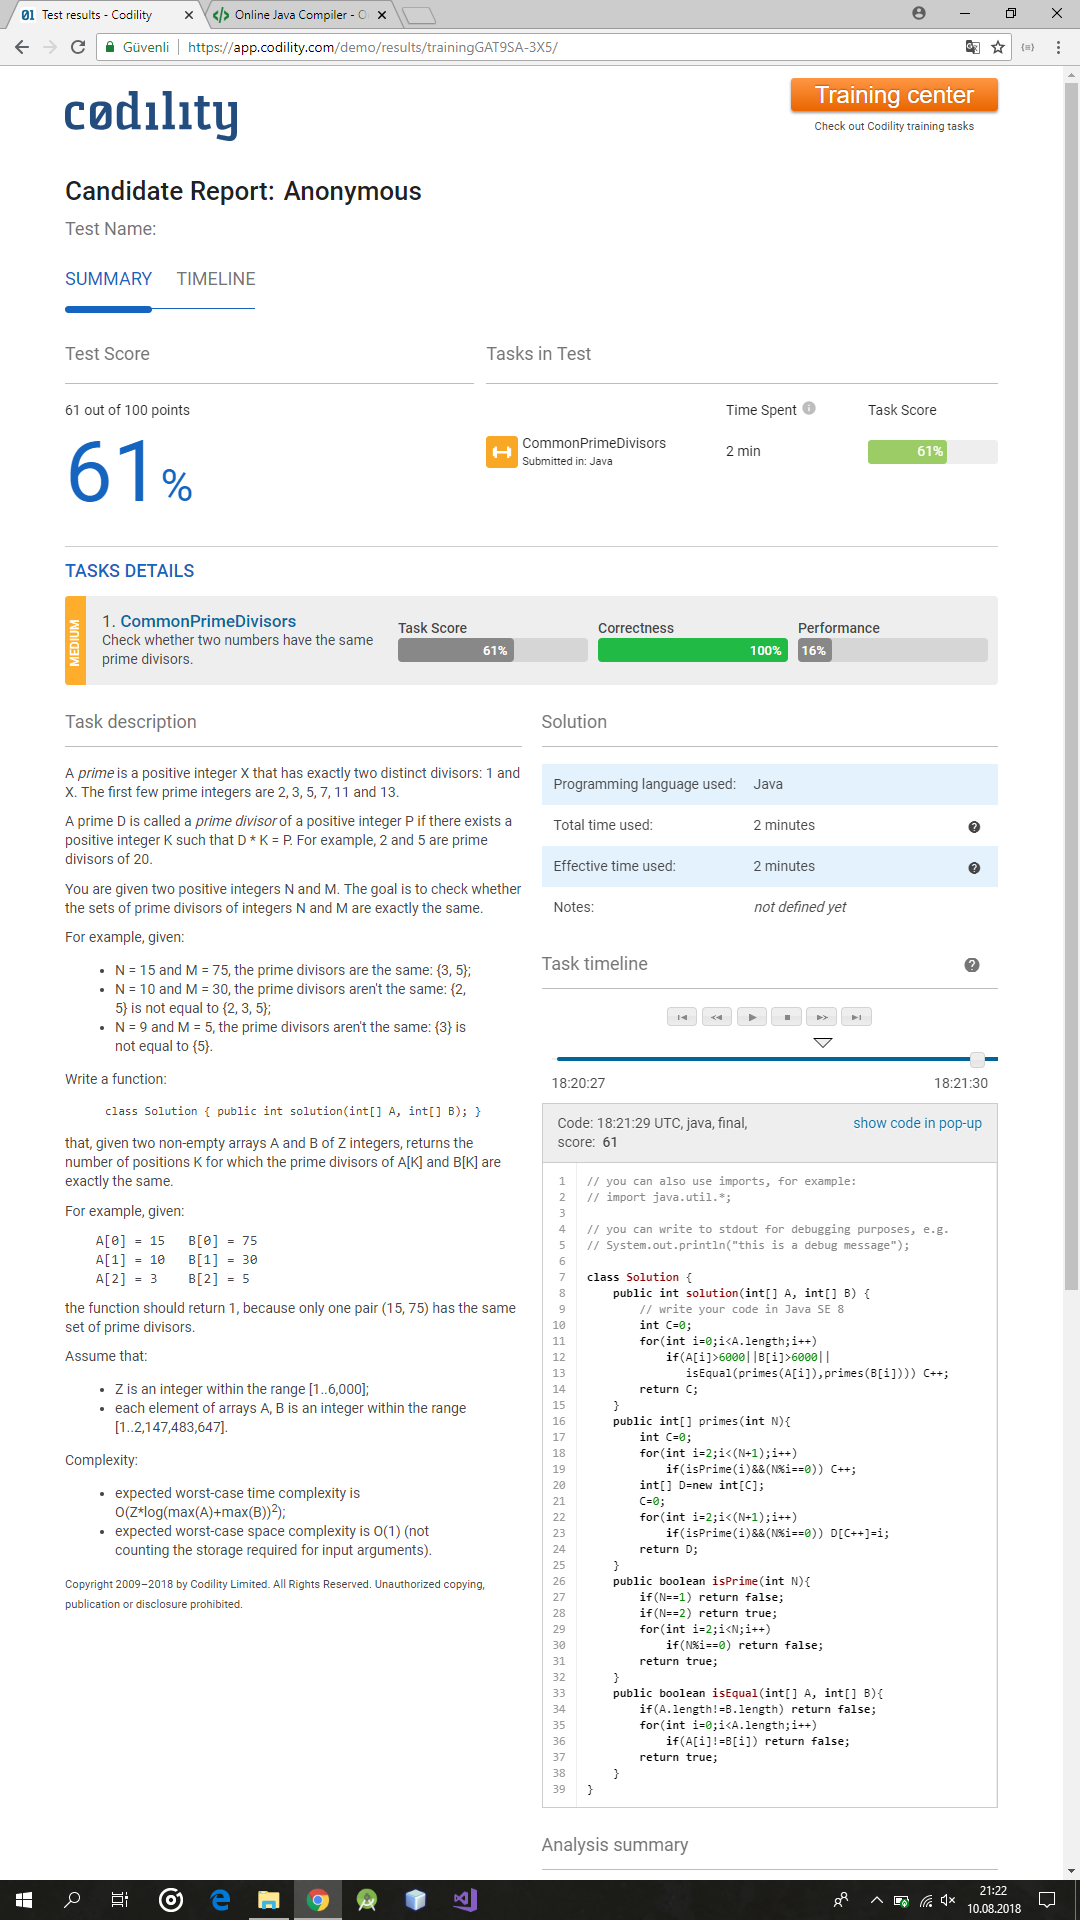 Test results - Codility
Online Java Compiler - O
Güvenli
https://app.codility.com/demo/results/trainingGAT9SA-3X5/
codility
Training center
Check out Codility training tasks
Candidate Report: Anonymous
Test Name:
SUMMARY TIMELINE
Test Score
Tasks in Test
61 out of 100 points
61 %
Time Spent
Task Score
CommonPrimeDivisors
Submitted in: Java
2 min
61%
TASKS DETAILS
MEDIUM
1. CommonPrimeDivisors
Check whether two numbers have the same
prime divisors.
Task Score
61%
Correctness
100%
Performance
16%
Task description
A prime is a positive integer X that has exactly two distinct divisors: 1 and
X. The first few prime integers are 2, 3, 5, 7, 11 and 13.
A prime D is called a prime divisor of a positive integer P if there exists a
positive integer K such that D * K = P. For example, 2 and 5 are prime
divisors of 20.
You are given two positive integers N and M. The goal is to check whether
the sets of prime divisors of integers N and M are exactly the same.
For example, given:
• N = 15 and M = 75, the prime divisors are the same: {3, 5};
• N = 10 and M = 30, the prime divisors aren't the same: {2,
5} is not equal to {2, 3, 5};
• N = 9 and M = 5, the prime divisors aren't the same: {3} is
not equal to {5}.
Write a function:
class Solution { public int solution(int[] A, int[] B); }
that, given two non-empty arrays A and B of Z integers, returns the
number of positions K for which the prime divisors of A[K] and B[K] are
exactly the same.
For example, given:
A[0] = 15 B[0] = 75
A[1] = 10 B[1] = 30
A[2] = 3 B[2] = 5
the function should return 1, because only one pair (15, 75) has the same
set of prime divisors.
Assume that:
• Z is an integer within the range [1..6,000];
• each element of arrays A, B is an integer within the range
[1..2,147,483,647].
Complexity:
• expected worst-case time complexity is
O(Z*log(max(A)+max(B))²);
• expected worst-case space complexity is O(1) (not
counting the storage required for input arguments).
Copyright 2009–2018 by Codility Limited. All Rights Reserved. Unauthorized copying,
publication or disclosure prohibited.
Solution
Programming language used: Java
Total time used: 2 minutes
Effective time used: 2 minutes
Notes: not defined yet
Task timeline
18:20:27
18:21:30
Code: 18:21:29 UTC, java, final,
score: 61
show code in pop-up
1 // you can also use imports, for example:
2 // import java.util.*;
3
4 // you can write to stdout for debugging purposes, e.g.
5 // System.out.println("this is a debug message");
6
7 class Solution {
8 public int solution(int[] A, int[] B) {
9 // write your code in Java SE 8
10 int C=0;
11 for(int i=0;i<A.length;i++)
12 if(A[i]>6000||B[i]>6000||
13 isEqual(primes(A[i]),primes(B[i]))) C++;
14 return C;
15 }
16 public int[] primes(int N){
17 int C=0;
18 for(int i=2;i<(N+1);i++)
19 if(isPrime(i)&&(N%i==0)) C++;
20 int[] D=new int[C];
21 C=0;
22 for(int i=2;i<(N+1);i++)
23 if(isPrime(i)&&(N%i==0)) D[C++]=i;
24 return D;
25 }
26 public boolean isPrime(int N){
27 if(N==1) return false;
28 if(N==2) return true;
29 for(int i=2;i<N;i++)
30 if(N%i==0) return false;
31 return true;
32 }
33 public boolean isEqual(int[] A, int[] B){
34 if(A.length!=B.length) return false;
35 for(int i=0;i<A.length;i++)
36 if(A[i]!=B[i]) return false;
37 return true;
38 }
39 }
Analysis summary
21:22
10.08.2018